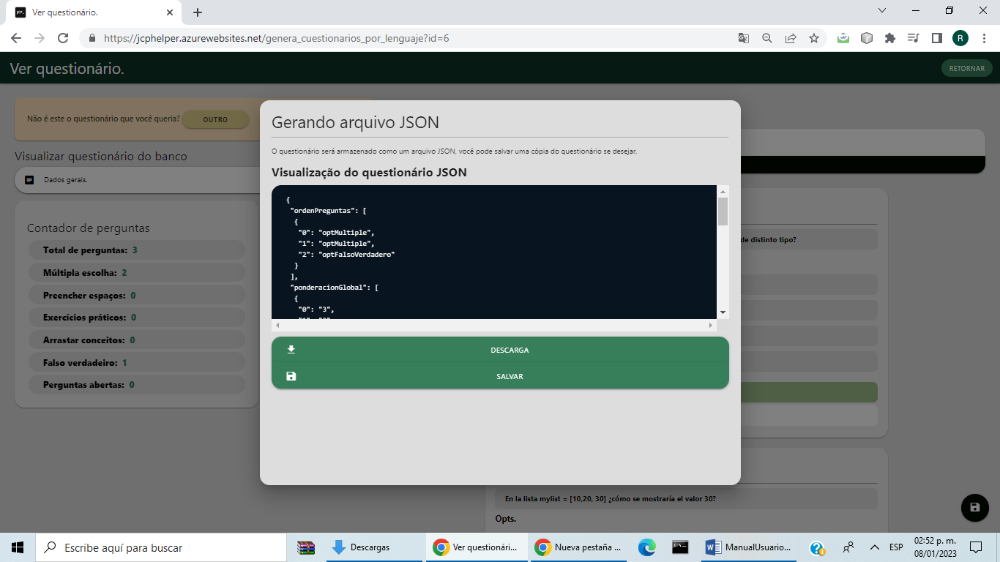 Ver questionário.
https://jcphelper.azurewebsites.net/genera_cuestionarios_por_lenguaje?id=6
R
Ver questionário.
RETORNAR
Não é este o questionário que você queria?
OUTRO
Visualizar questionário do banco
Dados gerais.
Contador de perguntas
Total de perguntas: 3
Múltipla escolha: 2
Preencher espaços: 0
Exercícios práticos: 0
Arrastar conceitos: 0
Falso verdadeiro: 1
Perguntas abertas: 0
Gerando arquivo JSON
O questionário será armazenado como um arquivo JSON, você pode salvar uma cópia do questionário se desejar.
Visualização do questionário JSON
{
"ordenPreguntas": [
{
"0": "optMultiple",
"1": "optMultiple",
"2": "optFalsoVerdadero"
}
],
"ponderacionGlobal": [
{
"0": "3",
DESCARGA
SALVAR
de distinto tipo?
En la lista mylist = [10,20, 30] ¿cómo se mostraría el valor 30?
Opts.
Escribe aquí para buscar
Descargas
Ver questionári...
Nueva pestaña ...
ManualUsuario...
ESP
02:52 p. m.
08/01/2023